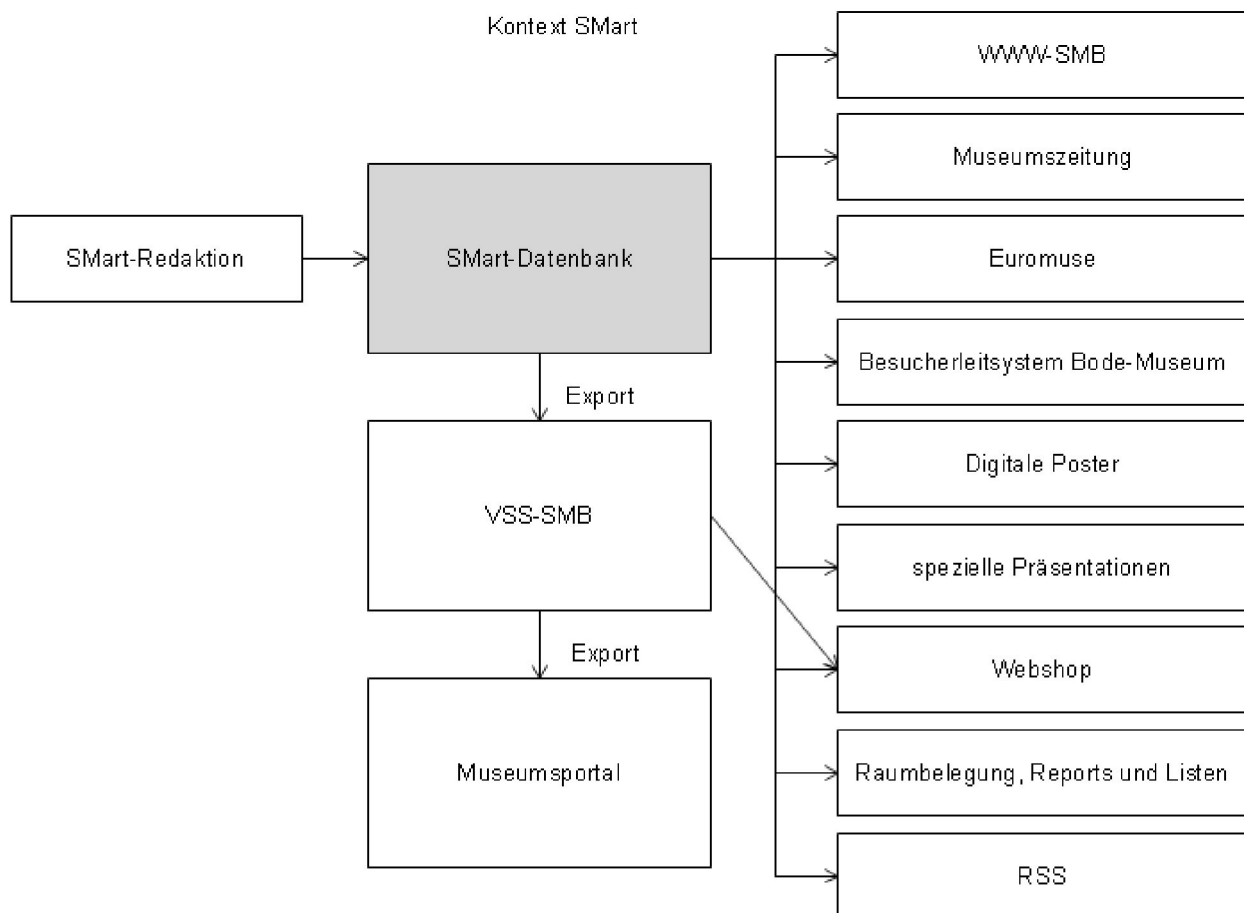 Kontext SMart
WWW-SMB
Museumszeitung
SMart-Redaktion
SMart-Datenbank
Euromuse
Besucherleitsystem Bode-Museum
Export
Digitale Poster
VSS-SMB
spezielle Präsentationen
Export
Webshop
Museumsportal
Raumbelegung, Reports und Listen
RSS